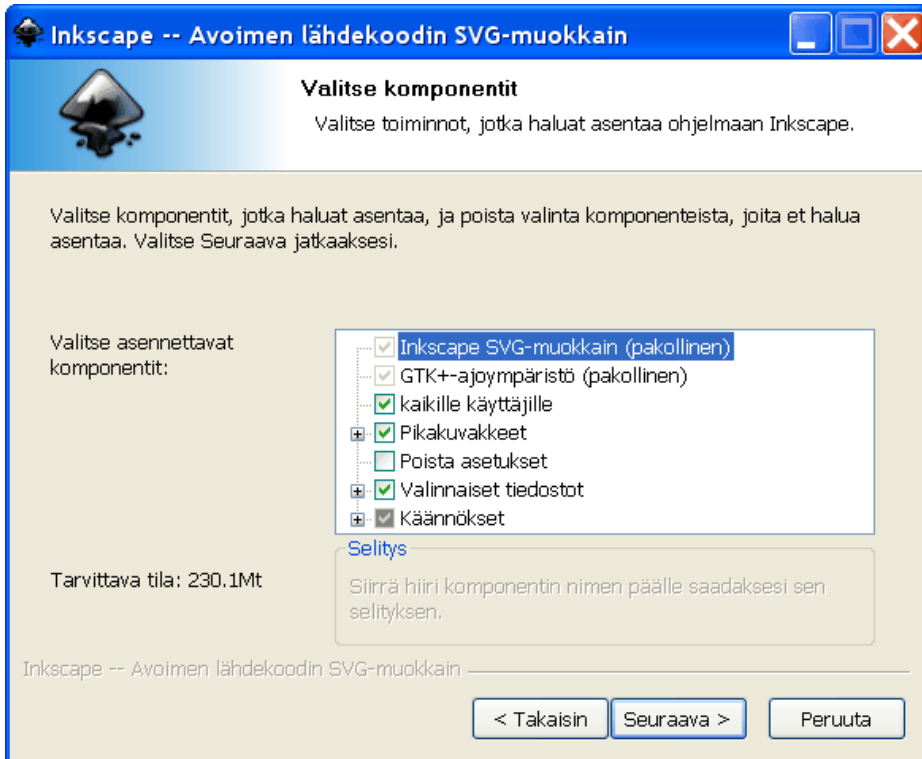 Inkscape -- Avoimen lähdekoodin SVG-muokkain
Valitse komponentit
Valitse toiminnot, jotka haluat asentaa ohjelmaan Inkscape.
Valitse komponentit, jotka haluat asentaa, ja poista valinta komponenteista, joita et halua
asentaa. Valitse Seuraava jatkaaksesi.
Valitse asennettavat
komponentit:
Inkscape SVG-muokkain (pakollinen)
GTK+-ajoympäristö (pakollinen)
kaikille käyttäjille
Pikakuvakkeet
Poista asetukset
Valinnaiset tiedostot
Käännökset
Selitys
Siirrä hiiri komponentin nimen päälle saadaksesi sen
selityksen.
Tarvittava tila: 230.1Mt
Inkscape -- Avoimen lähdekoodin SVG-muokkain
< Takaisin
Seuraava >
Peruuta